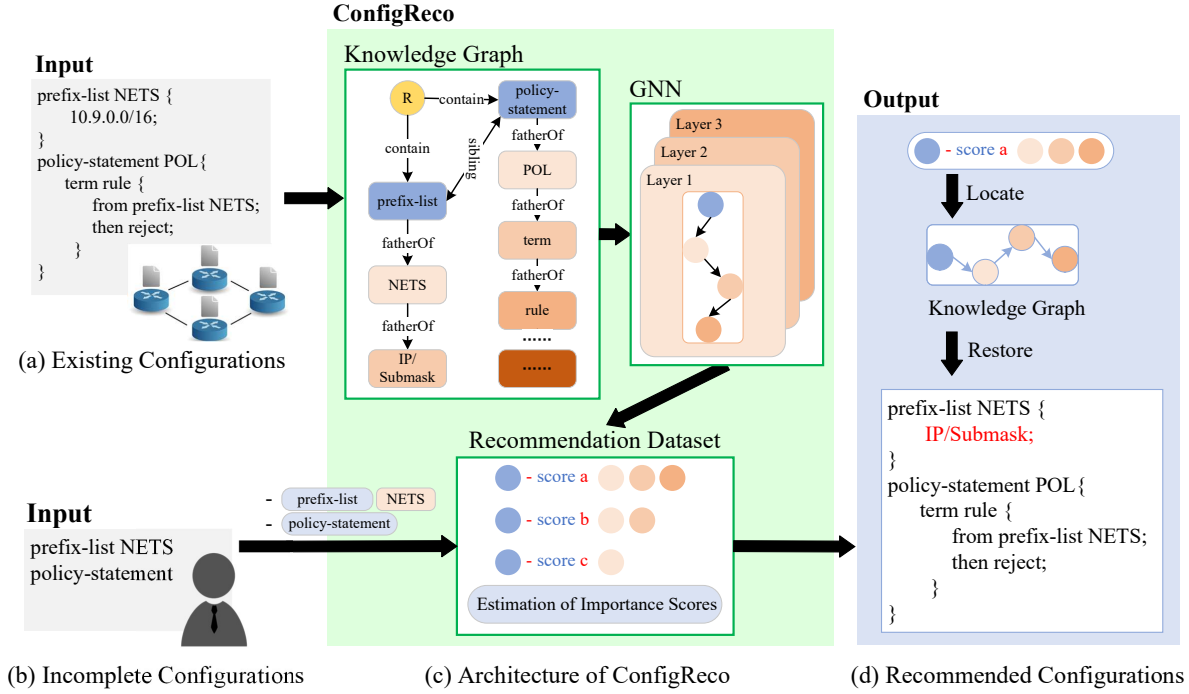 ConfigReco
Input
prefix-list NETS {
10.9.0.0/16;
}
policy-statement POL{
term rule {
from prefix-list NETS;
then reject;
}
}
(a) Existing Configurations
Knowledge Graph
R
contain
policy-
statement
contain
sibling
fatherOf
POL
prefix-list
fatherOf
fatherOf
term
NETS
fatherOf
fatherOf
rule
IP/
Submask
......
......
GNN
Layer 3
Layer 2
Layer 1
Recommendation Dataset
- score a
- score b
- score c
Estimation of Importance Scores
- prefix-list NETS
- policy-statement
Input
prefix-list NETS
policy-statement
(b) Incomplete Configurations
(c) Architecture of ConfigReco
Output
- score a
Locate
Knowledge Graph
Restore
prefix-list NETS {
IP/Submask;
}
policy-statement POL{
term rule {
from prefix-list NETS;
then reject;
}
}
(d) Recommended Configurations